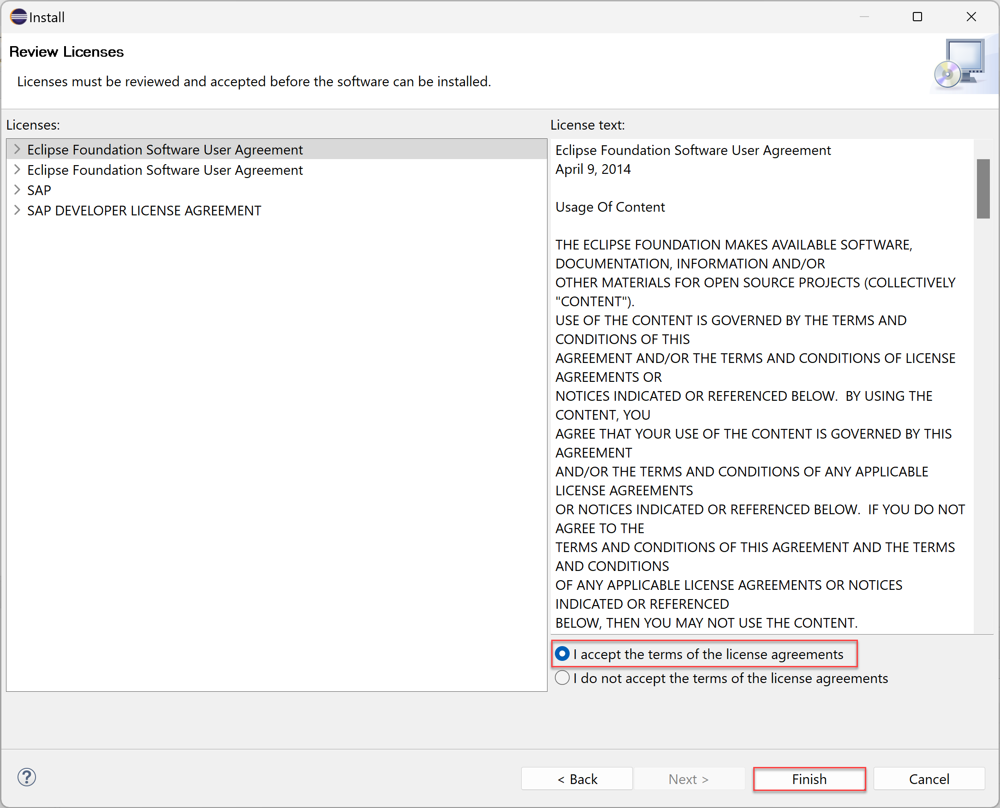 Install
Review Licenses
Licenses must be reviewed and accepted before the software can be installed.
Licenses:
Eclipse Foundation Software User Agreement
Eclipse Foundation Software User Agreement
SAP
SAP DEVELOPER LICENSE AGREEMENT
License text:
Eclipse Foundation Software User Agreement
April 9, 2014
Usage Of Content
THE ECLIPSE FOUNDATION MAKES AVAILABLE SOFTWARE,
DOCUMENTATION, INFORMATION AND/OR
OTHER MATERIALS FOR OPEN SOURCE PROJECTS (COLLECTIVELY
"CONTENT").
USE OF THE CONTENT IS GOVERNED BY THE TERMS AND
CONDITIONS OF THIS
AGREEMENT AND/OR THE TERMS AND CONDITIONS OF LICENSE
AGREEMENTS OR
NOTICES INDICATED OR REFERENCED BELOW.  BY USING THE
CONTENT, YOU
AGREE THAT YOUR USE OF THE CONTENT IS GOVERNED BY THIS
AGREEMENT
AND/OR THE TERMS AND CONDITIONS OF ANY APPLICABLE
LICENSE AGREEMENTS
OR NOTICES INDICATED OR REFERENCED BELOW.  IF YOU DO NOT
AGREE TO THE
TERMS AND CONDITIONS OF THIS AGREEMENT AND THE TERMS
AND CONDITIONS
OF ANY APPLICABLE LICENSE AGREEMENTS OR NOTICES
INDICATED OR REFERENCED
BELOW, THEN YOU MAY NOT USE THE CONTENT.
I accept the terms of the license agreements
I do not accept the terms of the license agreements
?
< Back
Next >
Finish
Cancel